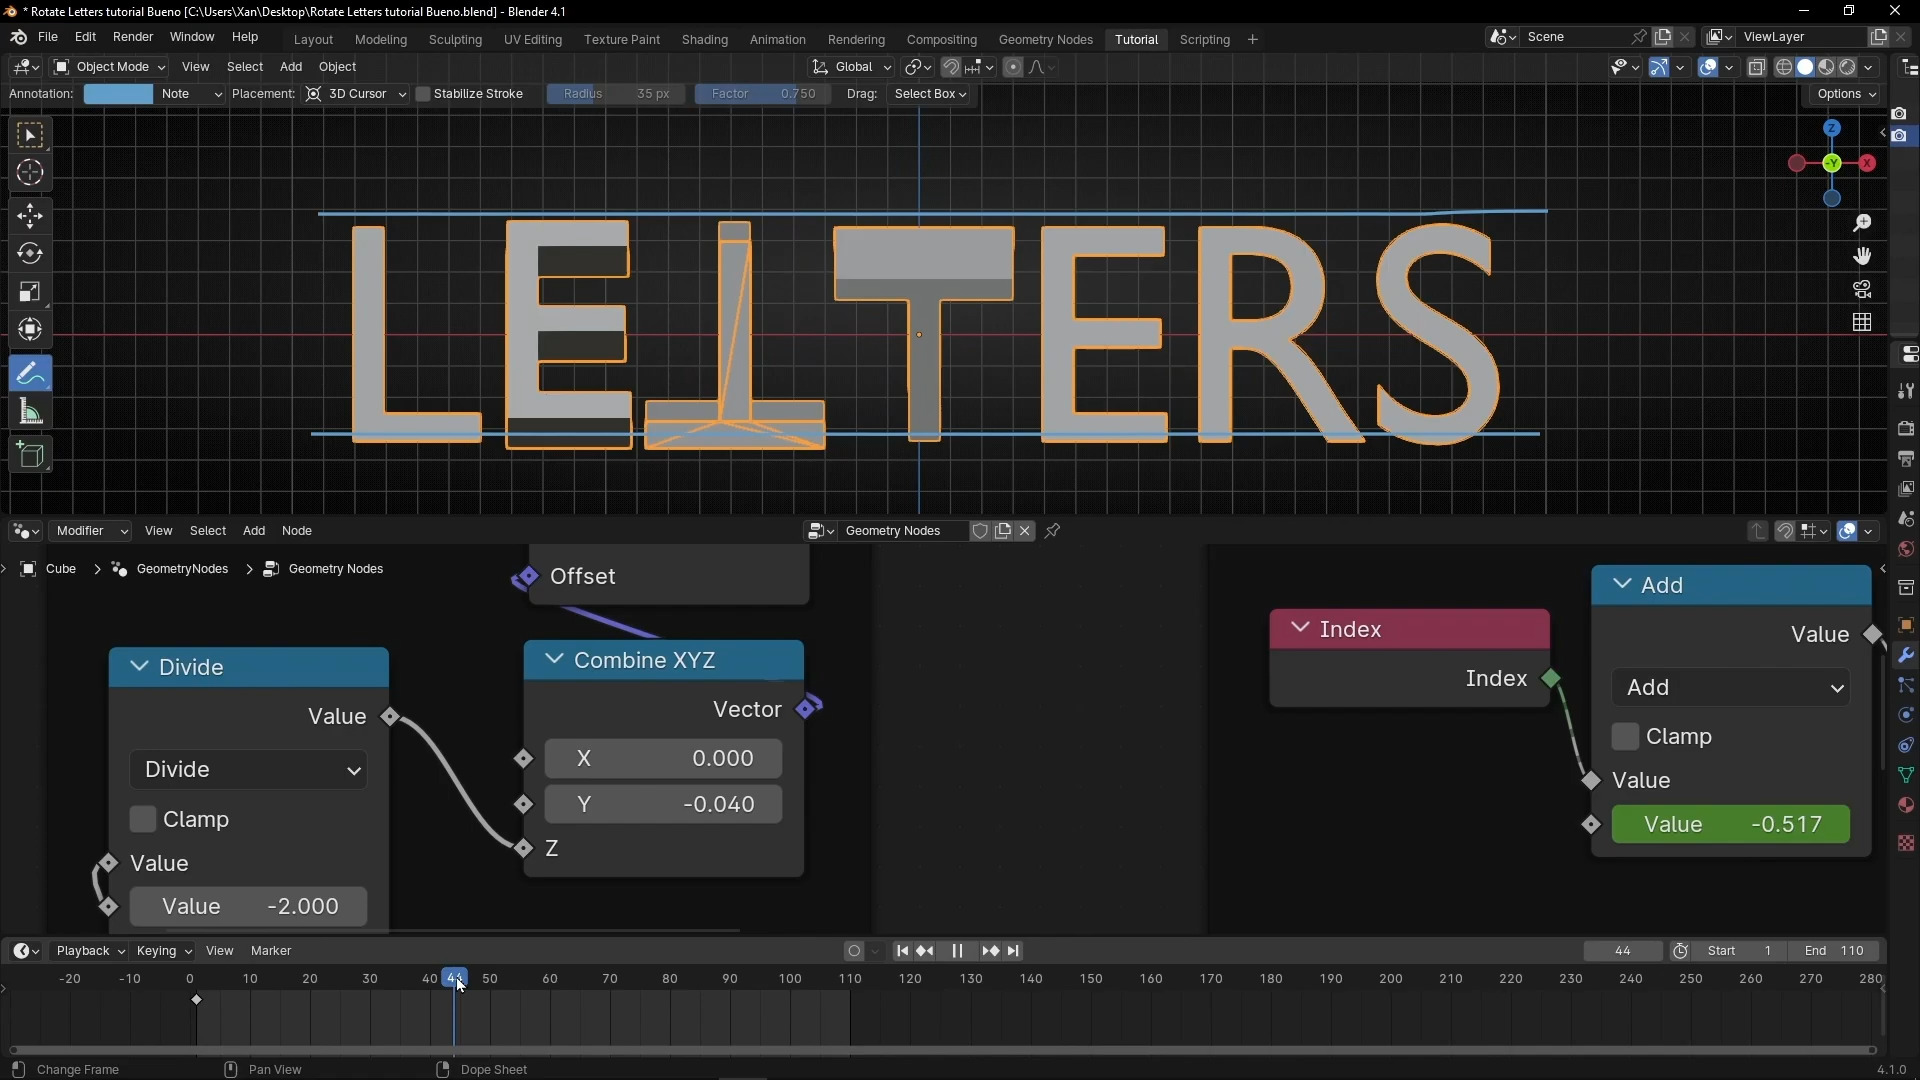 * Rotate Letters tutorial Bueno [C:\Users\Xan\Desktop\Rotate Letters tutorial Bueno.blend] - Blender 4.1
File Edit Render Window Help Layout Modeling Sculpting UV Editing Texture Paint Shading Animation Rendering Compositing Geometry Nodes Tutorial Scripting + Scene ViewLayer
Object Mode View Select Add Object Global
Annotation: Note Placement: 3D Cursor Stabilize Stroke Radius 35 px Factor 0.750 Drag: Select Box Options
Z
-Y X
LETTERS
Modifier View Select Add Node Geometry Nodes
Cube > GeometryNodes > Geometry Nodes
Offset
Divide
Value
Divide
Clamp
Value
Value -2.000
Combine XYZ
Vector
X 0.000
Y -0.040
Z
Index
Index
Add
Value
Add
Clamp
Value
Value -0.517
Playback Keying View Marker 44 Start 1 End 110
-20 -10 0 10 20 30 40 44 50 60 70 80 90 100 110 120 130 140 150 160 170 180 190 200 210 220 230 240 250 260 270 280
Change Frame Pan View Dope Sheet 4.1.0